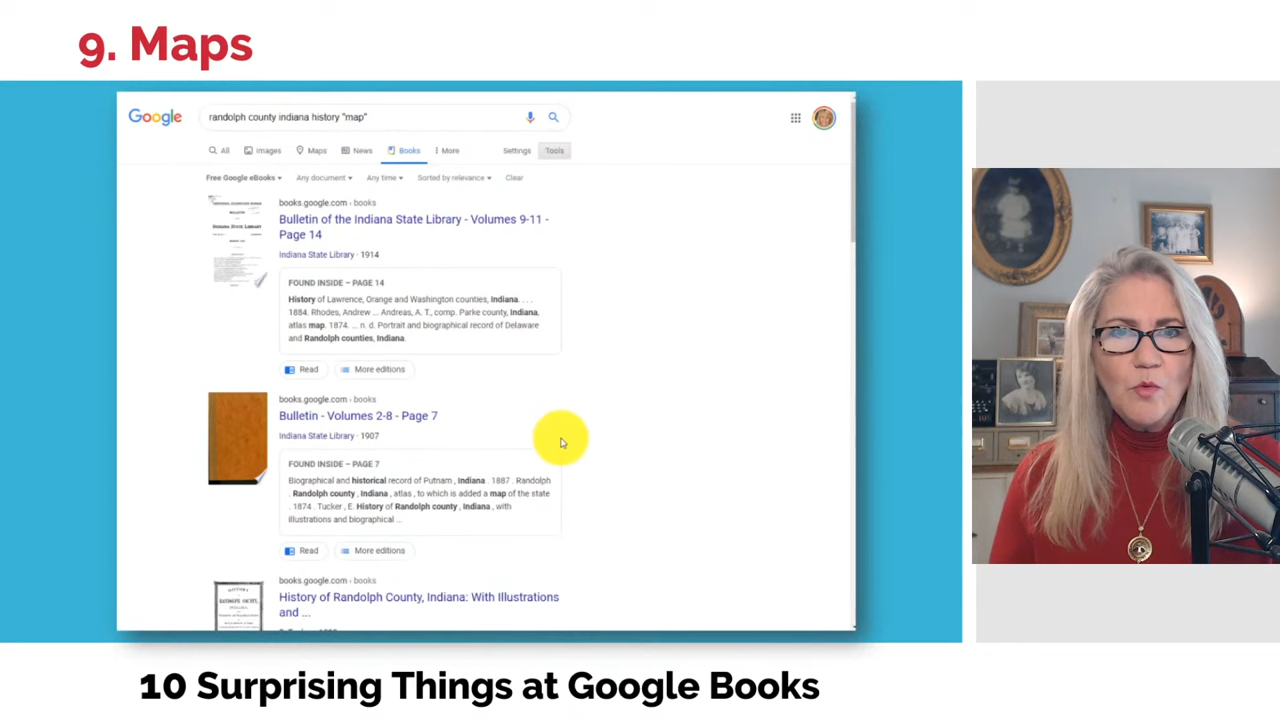 9. Maps
Google
randolph county indiana history "map"
All
Images
Maps
News
Books
More
Settings
Tools
Free Google eBooks
Any document
Any time
Sorted by relevance
Clear
books.google.com › books
Bulletin of the Indiana State Library - Volumes 9-11 -
Page 14
Indiana State Library · 1914
INDIANA STATE LIBRARY
FOUND INSIDE – PAGE 14
History of Lawrence, Orange and Washington counties, Indiana. . . .
1884. Rhodes, Andrew ... Andreas, A. T., comp. Parke county, Indiana,
atlas map. 1874. ... n. d. Portrait and biographical record of Delaware
and Randolph counties, Indiana.
Read
More editions
books.google.com › books
Bulletin - Volumes 2-8 - Page 7
Indiana State Library · 1907
FOUND INSIDE – PAGE 7
Biographical and historical record of Putnam , Indiana . 1887 . Randolph
. Randolph county , Indiana , atlas , to which is added a map of the state
. 1874 . Tucker , E. History of Randolph county , Indiana , with
illustrations and biographical ...
Read
More editions
books.google.com › books
History of Randolph County, Indiana: With Illustrations
and ...
10 Surprising Things at Google Books